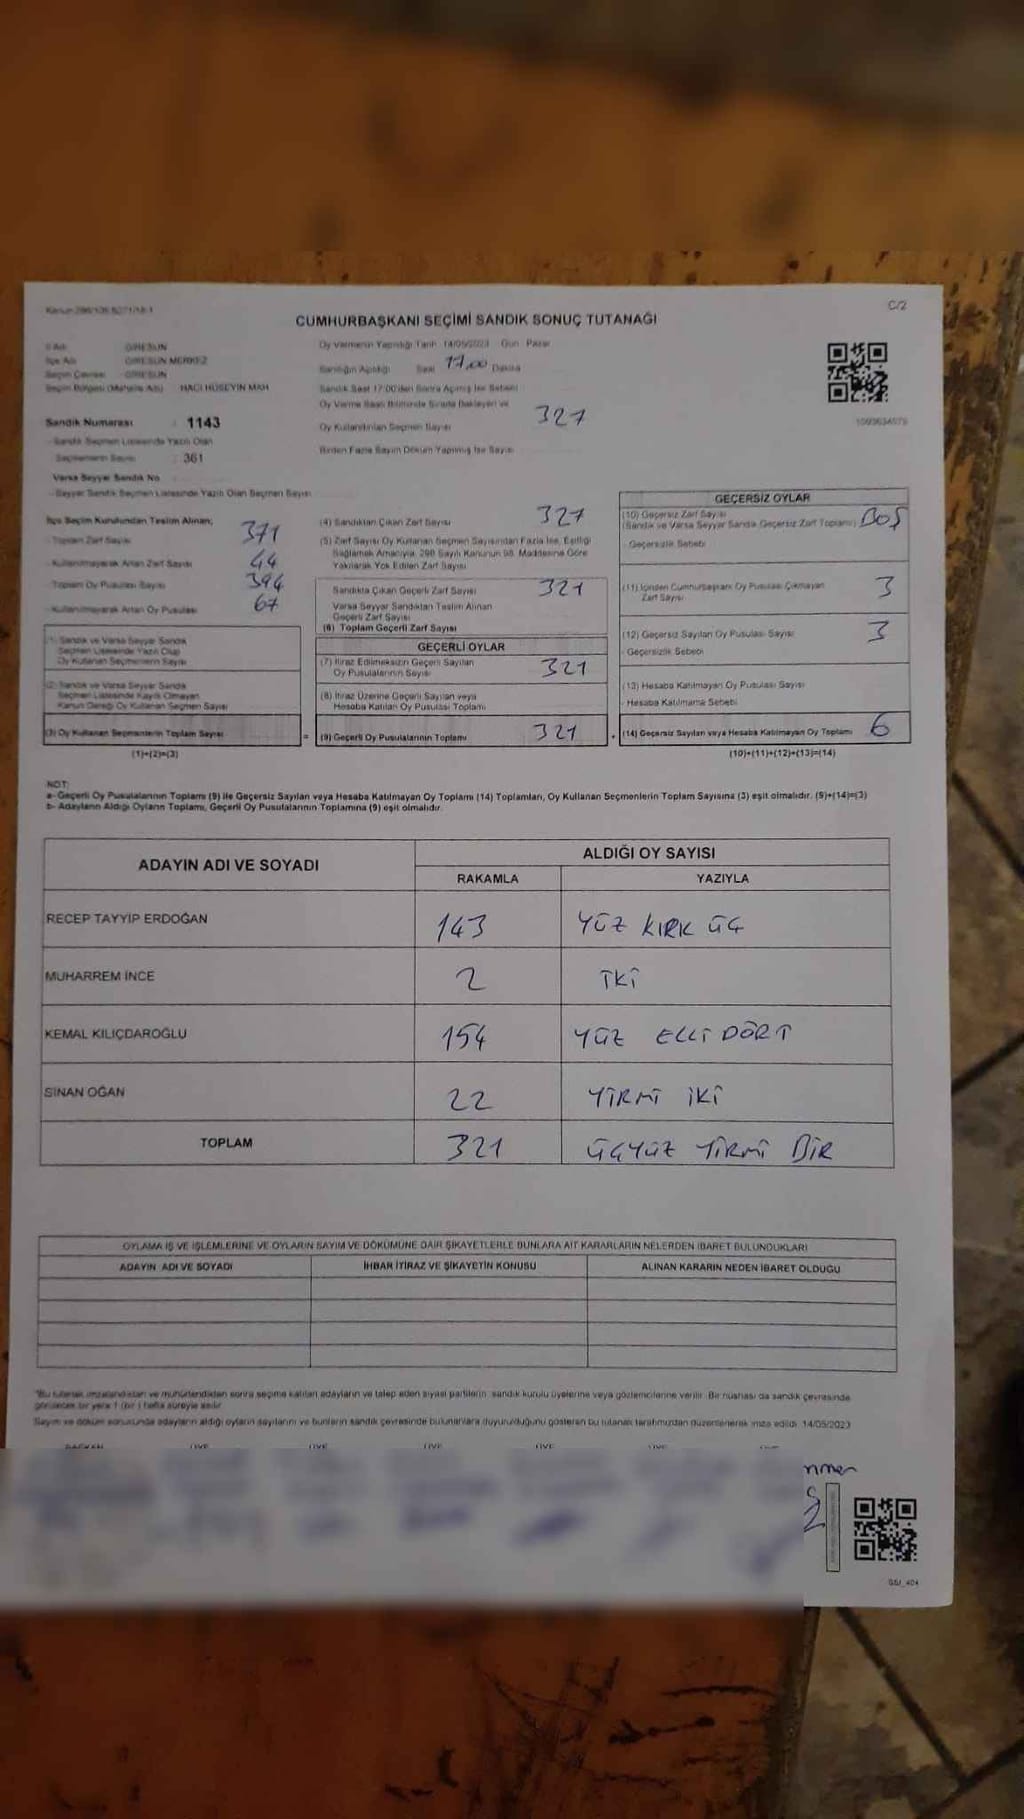 C/2
CUMHURBAŞKANI SEÇİMİ SANDIK SONUÇ TUTANAĞI
İl Adı : GİRESUN
İlçe Adı : GİRESUN MERKEZ
Seçim Çevresi : GİRESUN
Seçim Bölgesi (Mahalle Adı) : HACI HÜSEYİN MAH
Sandık Numarası : 1143
Sandık Seçmen Listesinde Yazılı Olan
Seçmenlerin Sayısı : 361
Varsa Seyyar Sandık No
Seyyar Sandık Seçmen Listesinde Yazılı Olan Seçmen Sayısı
Oy Vermenin Yapıldığı Tarih 14/05/2023 Gün Pazar
Sandığın Açıldığı Saat 17,00 Dakika
Sandık Saat 17:00'den Sonra Açılmış İse Sebebi
Oy Verme Saati Bitiminde Sırada Bekleyen ve
Oy Kullandırılan Seçmen Sayısı 327
Birden Fazla Sayım Döküm Yapılmış İse Sayısı
İlçe Seçim Kurulundan Teslim Alınan;
- Toplam Zarf Sayısı 371
- Kullanılmayarak Artan Zarf Sayısı 44
- Toplam Oy Pusulası Sayısı 394
- Kullanılmayarak Artan Oy Pusulası 67
(1) Sandık ve Varsa Seyyar Sandık
Seçmen Listesinde Yazılı Olup
Oy Kullanan Seçmenlerin Sayısı
(2) Sandık ve Varsa Seyyar Sandık
Seçmen Listesinde Kayıtlı Olmayan
Kanun Gereği Oy Kullanan Seçmen Sayısı
(3) Oy Kullanan Seçmenlerin Toplam Sayısı
(1)+(2)=(3)
(4) Sandıktan Çıkan Zarf Sayısı 327
(5) Zarf Sayısı Oy Kullanan Seçmen Sayısından Fazla İse, Eşitliği
Sağlamak Amacıyla, 298 Sayılı Kanunun 98. Maddesine Göre
Yakılarak Yok Edilen Zarf Sayısı
Sandıkta Çıkan Geçerli Zarf Sayısı 321
Varsa Seyyar Sandıktan Teslim Alınan
Geçerli Zarf Sayısı
(6) Toplam Geçerli Zarf Sayısı
GEÇERLİ OYLAR
(7) İtiraz Edilmeksizin Geçerli Sayılan
Oy Pusulalarının Sayısı 321
(8) İtiraz Üzerine Geçerli Sayılan veya
Hesaba Katılan Oy Pusulası Toplamı
= (9) Geçerli Oy Pusulalarının Toplamı 321 +
GEÇERSİZ OYLAR
(10) Geçersiz Zarf Sayısı
(Sandık ve Varsa Seyyar Sandık Geçersiz Zarf Toplamı) BOŞ
- Geçersizlik Sebebi
(11) İçinden Cumhurbaşkanı Oy Pusulası Çıkmayan
Zarf Sayısı 3
(12) Geçersiz Sayılan Oy Pusulası Sayısı 3
- Geçersizlik Sebebi
(13) Hesaba Katılmayan Oy Pusulası Sayısı
- Hesaba Katılmama Sebebi
(14) Geçersiz Sayılan veya Hesaba Katılmayan Oy Toplamı 6
(10)+(11)+(12)+(13)=(14)
NOT:
a- Geçerli Oy Pusulalarının Toplamı (9) ile Geçersiz Sayılan veya Hesaba Katılmayan Oy Toplamı (14) Toplamları, Oy Kullanan Seçmenlerin Toplam Sayısına (3) eşit olmalıdır. (9)+(14)=(3)
b- Adayların Aldığı Oyların Toplamı, Geçerli Oy Pusulalarının Toplamına (9) eşit olmalıdır.
ADAYIN ADI VE SOYADI ALDIĞI OY SAYISI
RAKAMLA YAZIYLA
RECEP TAYYİP ERDOĞAN 143 YÜZ KIRK ÜÇ
MUHARREM İNCE 2 İKİ
KEMAL KILIÇDAROĞLU 154 YÜZ ELLİ DÖRT
SİNAN OĞAN 22 YİRMİ İKİ
TOPLAM 321 ÜÇYÜZ YİRMİ BİR
OYLAMA İŞ VE İŞLEMLERİNE VE OYLARIN SAYIM VE DÖKÜMÜNE DAİR ŞİKAYETLERLE BUNLARA AİT KARARLARIN NELERDEN İBARET BULUNDUKLARI
ADAYIN ADI VE SOYADI İHBAR İTİRAZ VE ŞİKAYETİN KONUSU ALINAN KARARIN NEDEN İBARET OLDUĞU
*Bu tutanak imzalandıktan ve mühürlendikten sonra seçime katılan adayların ve talep eden siyasi partilerin sandık kurulu üyelerine veya gözlemcilerine verilir. Bir nüshası da sandık çevresinde
görülecek bir yere 1 (bir) hafta süreyle asılır.
Sayım ve döküm sonucunda adayların aldığı oyların sayılarını ve bunların sandık çevresinde bulunanlara duyurulduğunu gösteren bu tutanak tarafımızdan düzenlenerek imza edildi. 14/05/2023